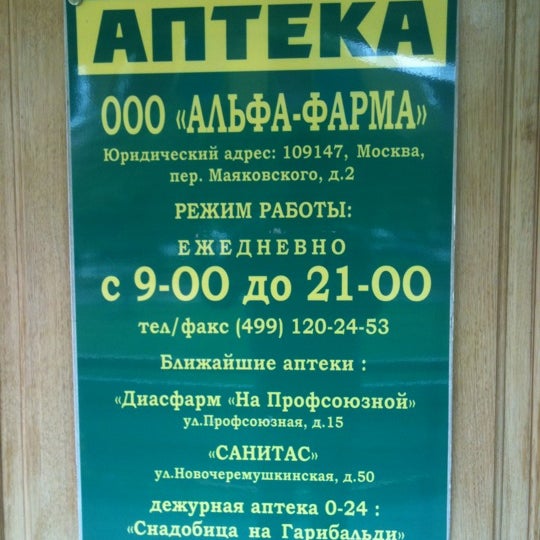 АПТЕКА
ООО «АЛЬФА-ФАРМА»
Юридический адрес: 109147, Москва,
пер. Маяковского, д.2
РЕЖИМ РАБОТЫ:
ЕЖЕДНЕВНО
с 9-00 до 21-00
тел/факс (499) 120-24-53
Ближайшие аптеки :
«Диасфарм «На Профсоюзной»
ул.Профсоюзная, д.15
«САНИТАС»
ул.Новочеремушкинская, д.50
дежурная аптека 0-24 :
«Снадобица на Гарибальди»